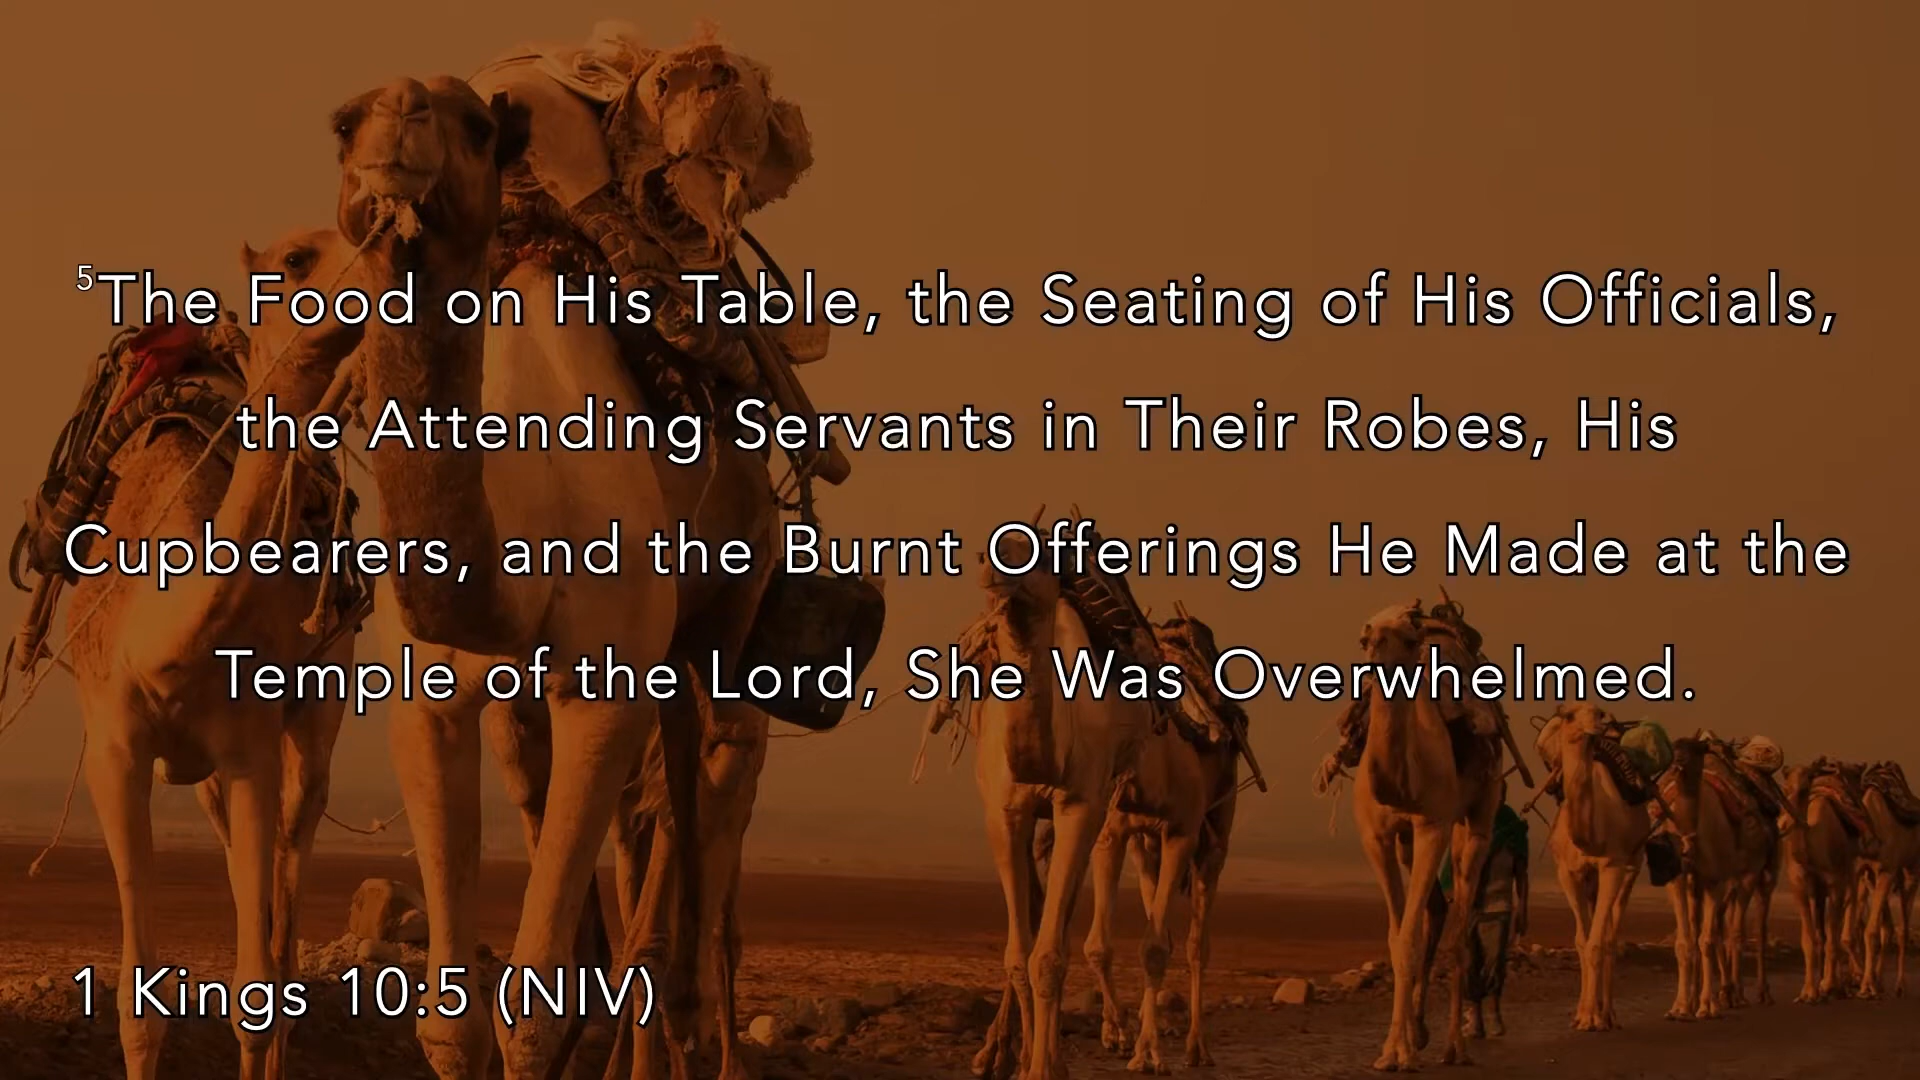 ⁵The Food on His Table, the Seating of His Officials,
the Attending Servants in Their Robes, His
Cupbearers, and the Burnt Offerings He Made at the
Temple of the Lord, She Was Overwhelmed.
1 Kings 10:5 (NIV)